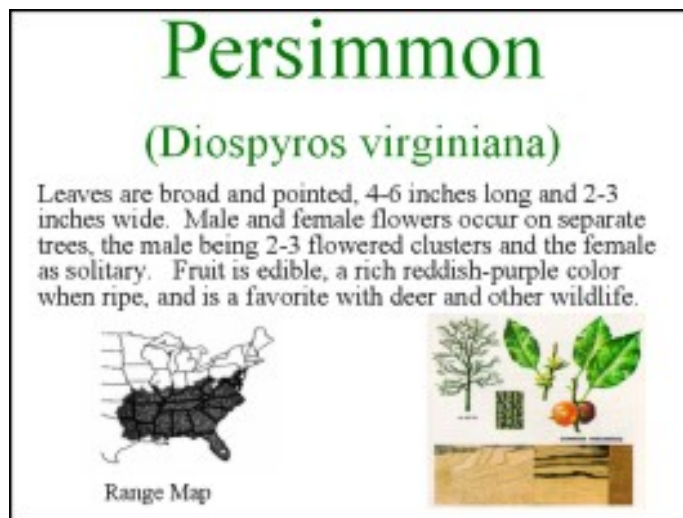 Persimmon
(Diospyros virginiana)
Leaves are broad and pointed, 4-6 inches long and 2-3
inches wide. Male and female flowers occur on separate
trees, the male being 2-3 flowered clusters and the female
as solitary. Fruit is edible, a rich reddish-purple color
when ripe, and is a favorite with deer and other wildlife.
Range Map